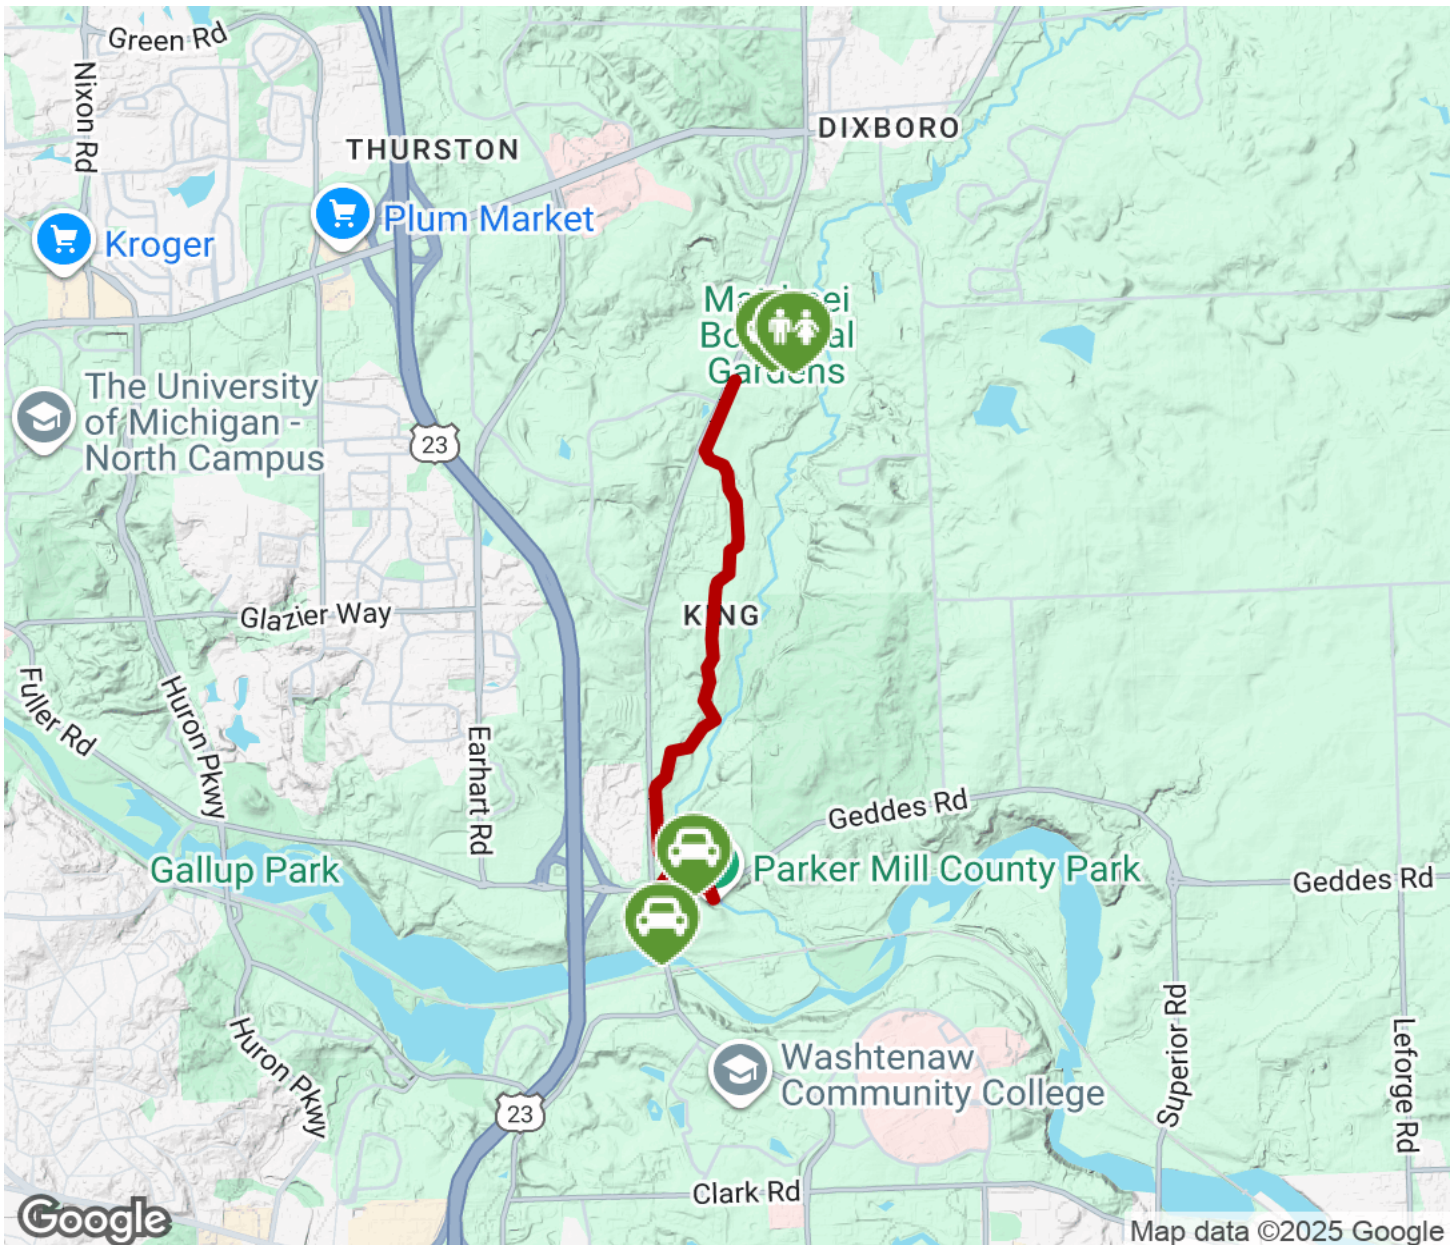 Green Rd
Nixon Rd
THURSTON
DIXBORO
Plum Market
Kroger
Gardens
The University
of Michigan -
North Campus
23
Glazier Way
KING
Fuller Rd
Huron Pkwy
Earhart Rd
Geddes Rd
Gallup Park
Parker Mill County Park
Geddes Rd
Huron Pkwy
Washtenaw
Community College
Superior Rd
Leforge Rd
23
Clark Rd
Google
Map data ©2025 Google